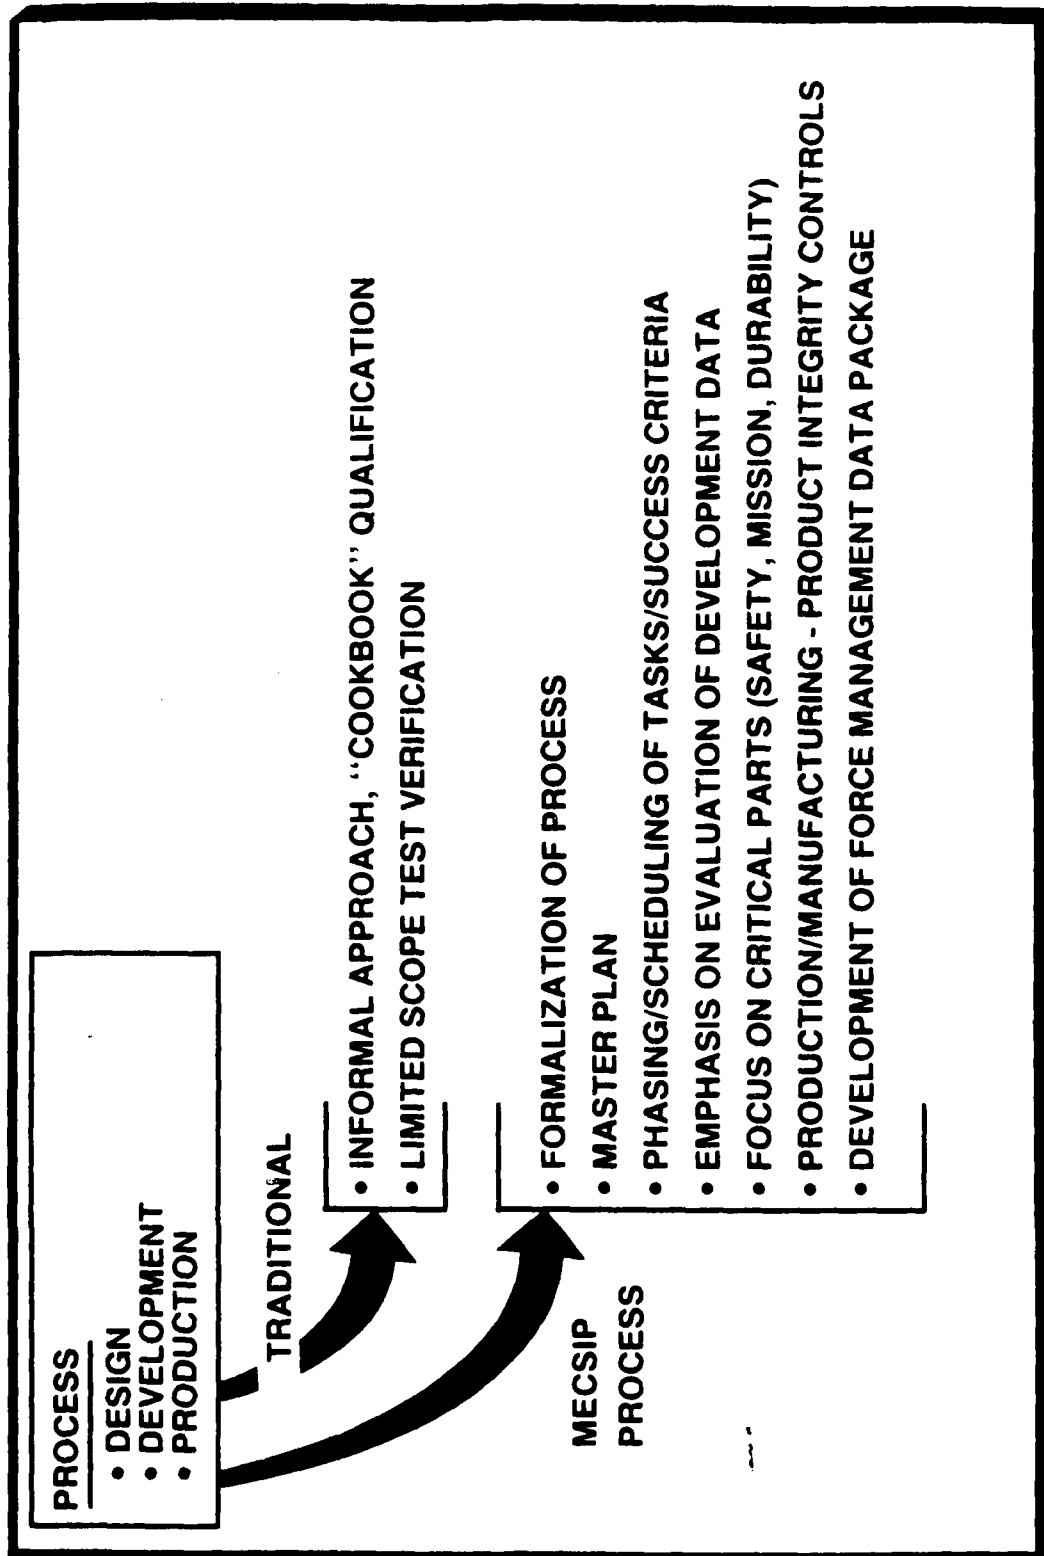 PROCESS
• DESIGN
• DEVELOPMENT
• PRODUCTION
TRADITIONAL
• INFORMAL APPROACH, "COOKBOOK" QUALIFICATION
• LIMITED SCOPE TEST VERIFICATION
MECSIP
PROCESS
• FORMALIZATION OF PROCESS
• MASTER PLAN
• PHASING/SCHEDULING OF TASKS/SUCCESS CRITERIA
• EMPHASIS ON EVALUATION OF DEVELOPMENT DATA
• FOCUS ON CRITICAL PARTS (SAFETY, MISSION, DURABILITY)
• PRODUCTION/MANUFACTURING - PRODUCT INTEGRITY CONTROLS
• DEVELOPMENT OF FORCE MANAGEMENT DATA PACKAGE